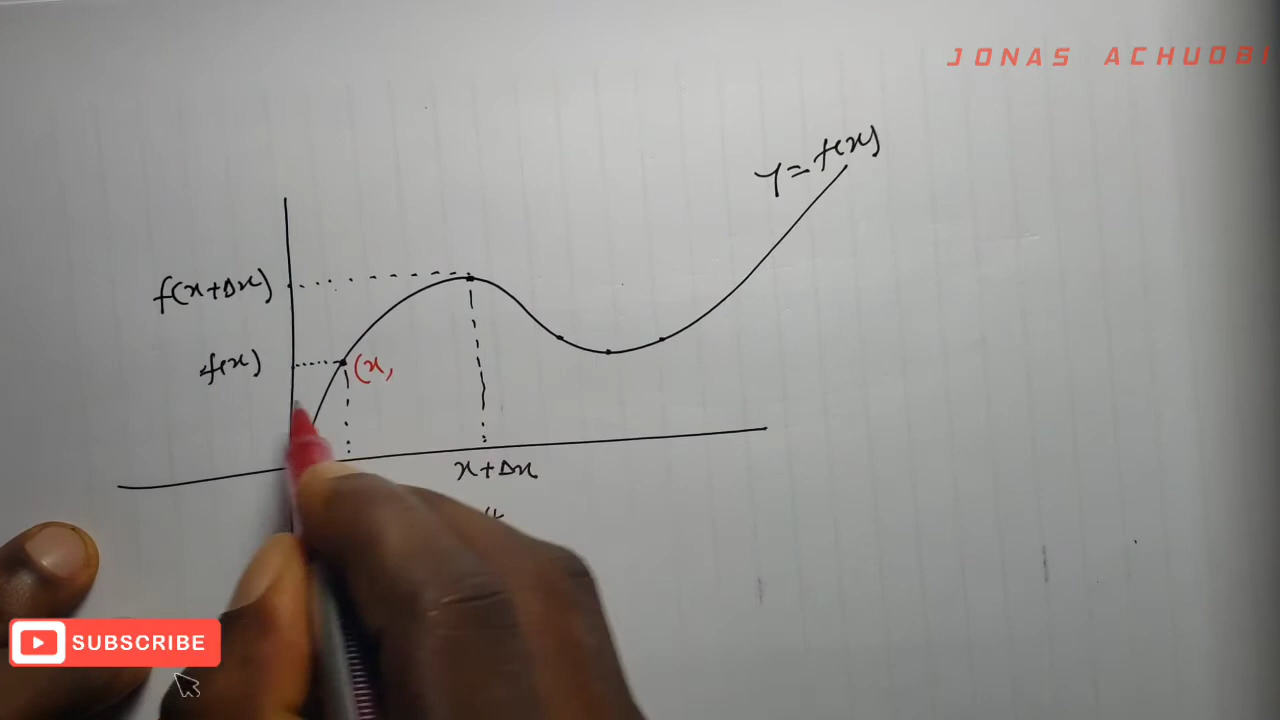 JONAS ACHUOBI
y = f(x)
f(x+Δx)
f(x)
(x,
x+Δx
SUBSCRIBE